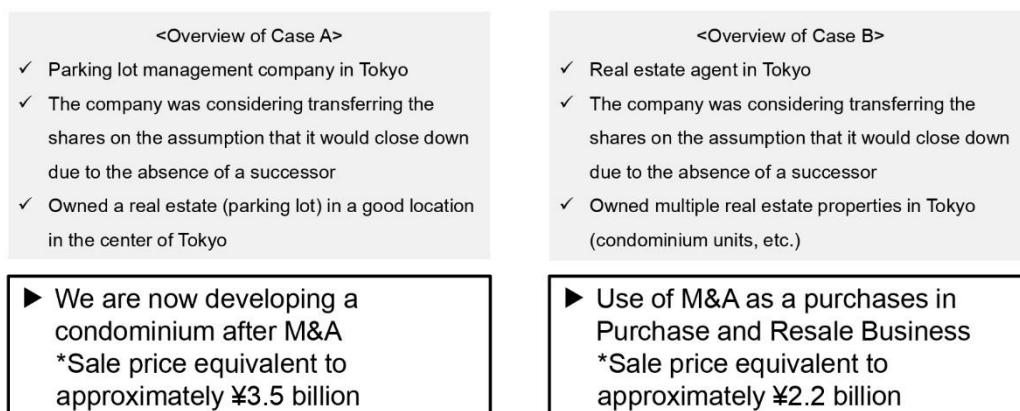 <Overview of Case A>
✓ Parking lot management company in Tokyo
✓ The company was considering transferring the
shares on the assumption that it would close down
due to the absence of a successor
✓ Owned a real estate (parking lot) in a good location
in the center of Tokyo
▶ We are now developing a
condominium after M&A
*Sale price equivalent to
approximately ¥3.5 billion
<Overview of Case B>
✓ Real estate agent in Tokyo
✓ The company was considering transferring the
shares on the assumption that it would close down
due to the absence of a successor
✓ Owned multiple real estate properties in Tokyo
(condominium units, etc.)
▶ Use of M&A as a purchases in
Purchase and Resale Business
*Sale price equivalent to
approximately ¥2.2 billion